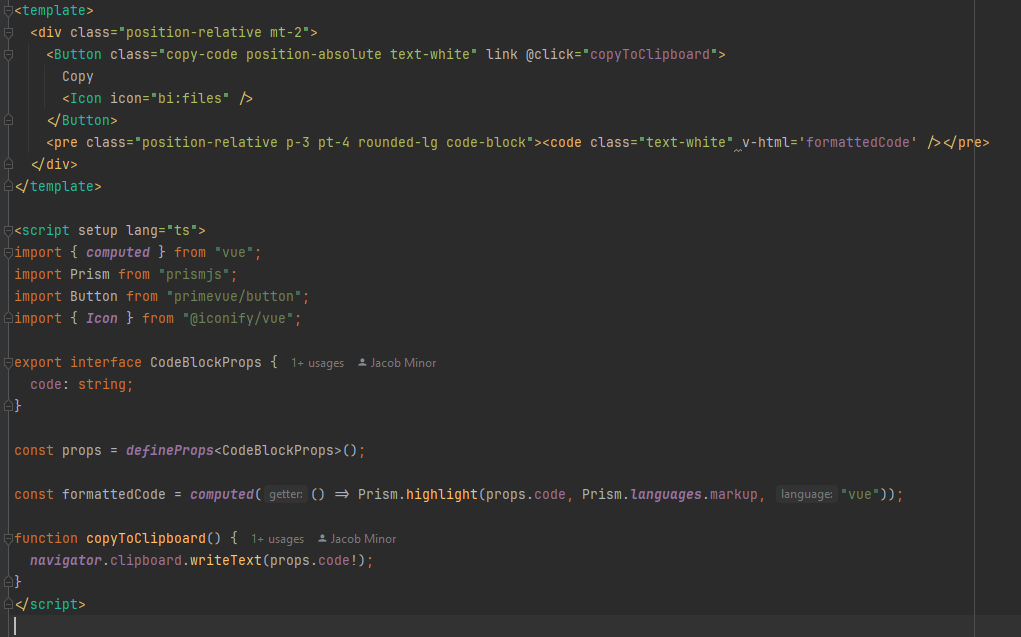 <template>
  <div class="position-relative mt-2">
    <Button class="copy-code position-absolute text-white" link @click="copyToClipboard">
      Copy
      <Icon icon="bi:files" />
    </Button>
    <pre class="position-relative p-3 pt-4 rounded-lg code-block"><code class="text-white" v-html='formattedCode' /></pre>
  </div>
</template>

<script setup lang="ts">
import { computed } from "vue";
import Prism from "prismjs";
import Button from "primevue/button";
import { Icon } from "@iconify/vue";

export interface CodeBlockProps { 1+ usages Jacob Minor
  code: string;
}

const props = defineProps<CodeBlockProps>();

const formattedCode = computed( getter: () => Prism.highlight(props.code, Prism.languages.markup, language: "vue"));

function copyToClipboard() { 1+ usages Jacob Minor
  navigator.clipboard.writeText(props.code!);
}
</script>